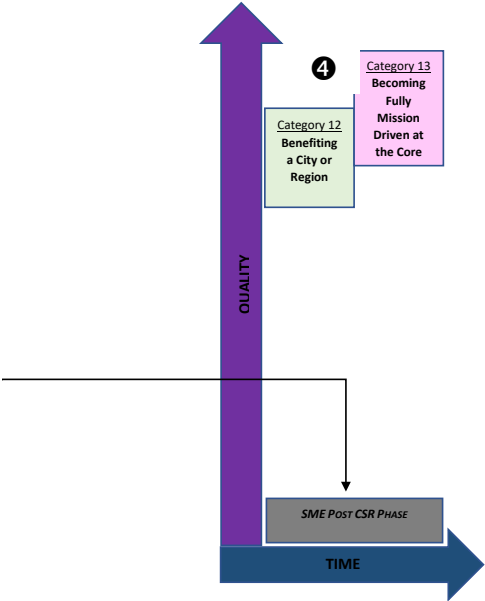 ❹
Category 13
Becoming
Fully
Mission
Driven at
the Core
Category 12
Benefiting
a City or
Region
QUALITY
SME POST CSR PHASE
TIME